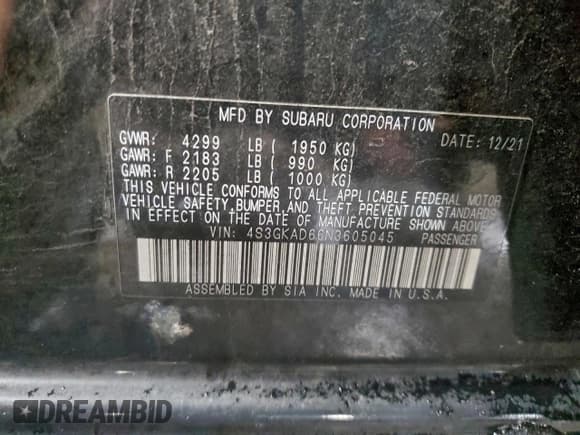 MFD BY SUBARU CORPORATION
GVWR: 4299 LB ( 1950 KG) DATE: 12/21
GAWR: F 2183 LB ( 990 KG)
GAWR: R 2205 LB ( 1000 KG)
THIS VEHICLE CONFORMS TO ALL APPLICABLE FEDERAL MOTOR
VEHICLE SAFETY,BUMPER,AND THEFT PREVENTION STANDARDS
IN EFFECT ON THE DATE OF MANUFACTURE SHOWN ABOVE.
VIN: 4S3GKAD66N3605045 PASSENGER
ASSEMBLED BY SIA INC. MADE IN U.S.A.
DREAMBID